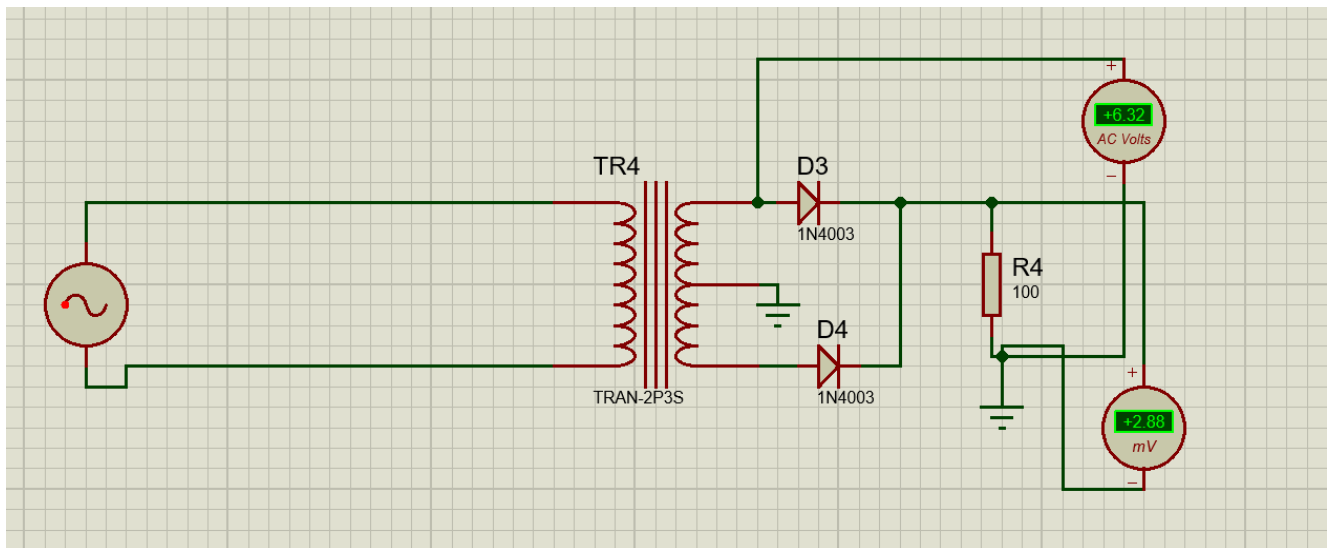 +
+6.32
AC Volts
−
TR4
D3
1N4003
R4
100
D4
TRAN-2P3S
1N4003
+
+2.88
mV
−